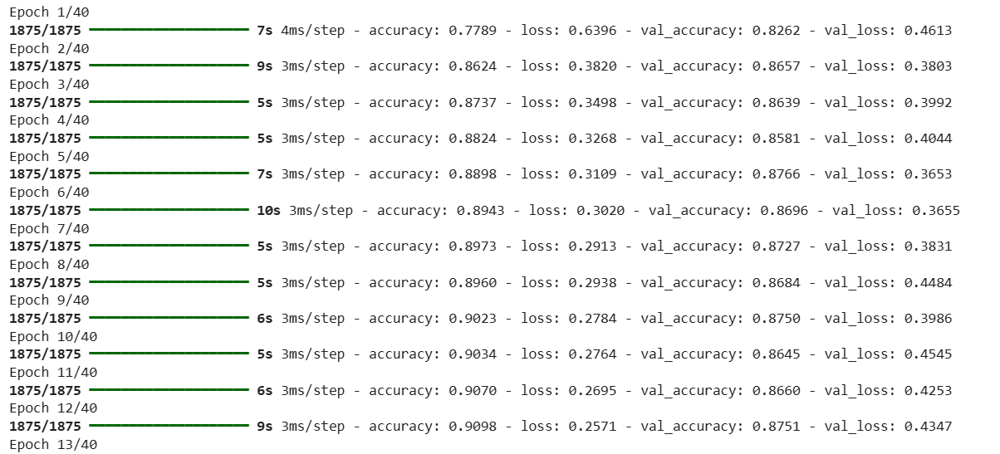 Epoch 1/40
1875/1875 ━━━━━━━━━━━━━━━━━━━━ 7s 4ms/step - accuracy: 0.7789 - loss: 0.6396 - val_accuracy: 0.8262 - val_loss: 0.4613
Epoch 2/40
1875/1875 ━━━━━━━━━━━━━━━━━━━━ 9s 3ms/step - accuracy: 0.8624 - loss: 0.3820 - val_accuracy: 0.8657 - val_loss: 0.3803
Epoch 3/40
1875/1875 ━━━━━━━━━━━━━━━━━━━━ 5s 3ms/step - accuracy: 0.8737 - loss: 0.3498 - val_accuracy: 0.8639 - val_loss: 0.3992
Epoch 4/40
1875/1875 ━━━━━━━━━━━━━━━━━━━━ 5s 3ms/step - accuracy: 0.8824 - loss: 0.3268 - val_accuracy: 0.8581 - val_loss: 0.4044
Epoch 5/40
1875/1875 ━━━━━━━━━━━━━━━━━━━━ 7s 3ms/step - accuracy: 0.8898 - loss: 0.3109 - val_accuracy: 0.8766 - val_loss: 0.3653
Epoch 6/40
1875/1875 ━━━━━━━━━━━━━━━━━━━━ 10s 3ms/step - accuracy: 0.8943 - loss: 0.3020 - val_accuracy: 0.8696 - val_loss: 0.3655
Epoch 7/40
1875/1875 ━━━━━━━━━━━━━━━━━━━━ 5s 3ms/step - accuracy: 0.8973 - loss: 0.2913 - val_accuracy: 0.8727 - val_loss: 0.3831
Epoch 8/40
1875/1875 ━━━━━━━━━━━━━━━━━━━━ 5s 3ms/step - accuracy: 0.8960 - loss: 0.2938 - val_accuracy: 0.8684 - val_loss: 0.4484
Epoch 9/40
1875/1875 ━━━━━━━━━━━━━━━━━━━━ 6s 3ms/step - accuracy: 0.9023 - loss: 0.2784 - val_accuracy: 0.8750 - val_loss: 0.3986
Epoch 10/40
1875/1875 ━━━━━━━━━━━━━━━━━━━━ 5s 3ms/step - accuracy: 0.9034 - loss: 0.2764 - val_accuracy: 0.8645 - val_loss: 0.4545
Epoch 11/40
1875/1875 ━━━━━━━━━━━━━━━━━━━━ 6s 3ms/step - accuracy: 0.9070 - loss: 0.2695 - val_accuracy: 0.8660 - val_loss: 0.4253
Epoch 12/40
1875/1875 ━━━━━━━━━━━━━━━━━━━━ 9s 3ms/step - accuracy: 0.9098 - loss: 0.2571 - val_accuracy: 0.8751 - val_loss: 0.4347
Epoch 13/40